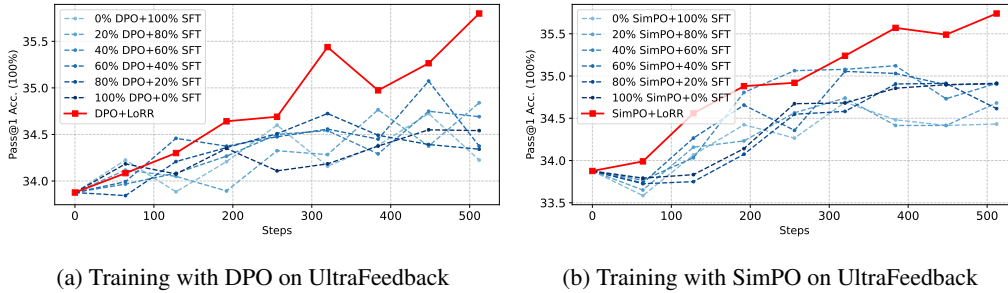 0% DPO+100% SFT
20% DPO+80% SFT
40% DPO+60% SFT
60% DPO+40% SFT
80% DPO+20% SFT
100% DPO+0% SFT
DPO+LoRR
Pass@1 Acc. (100%)
35.5
35.0
34.5
34.0
0 100 200 300 400 500
Steps
(a) Training with DPO on UltraFeedback
0% SimPO+100% SFT
20% SimPO+80% SFT
40% SimPO+60% SFT
60% SimPO+40% SFT
80% SimPO+20% SFT
100% SimPO+0% SFT
SimPO+LoRR
Pass@1 Acc. (100%)
35.5
35.0
34.5
34.0
33.5
0 100 200 300 400 500
Steps
(b) Training with SimPO on UltraFeedback